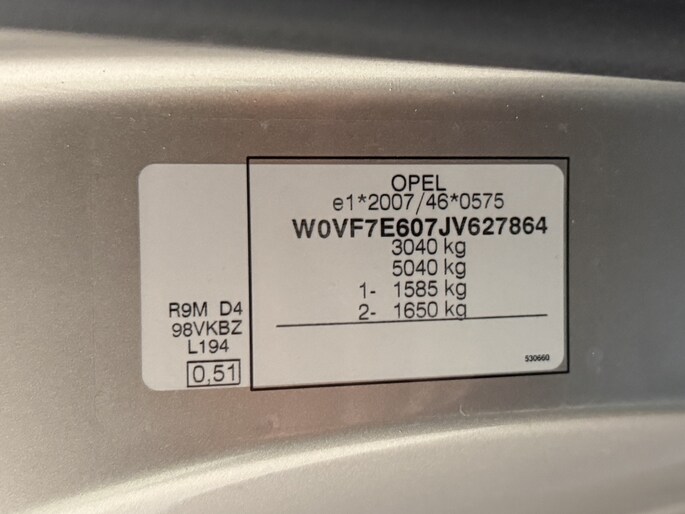 OPEL
e1*2007/46*0575
W0VF7E607JV627864
3040 kg
5040 kg
1- 1585 kg
2- 1650 kg
R9M D4
98VKBZ
L194
0,51
530660